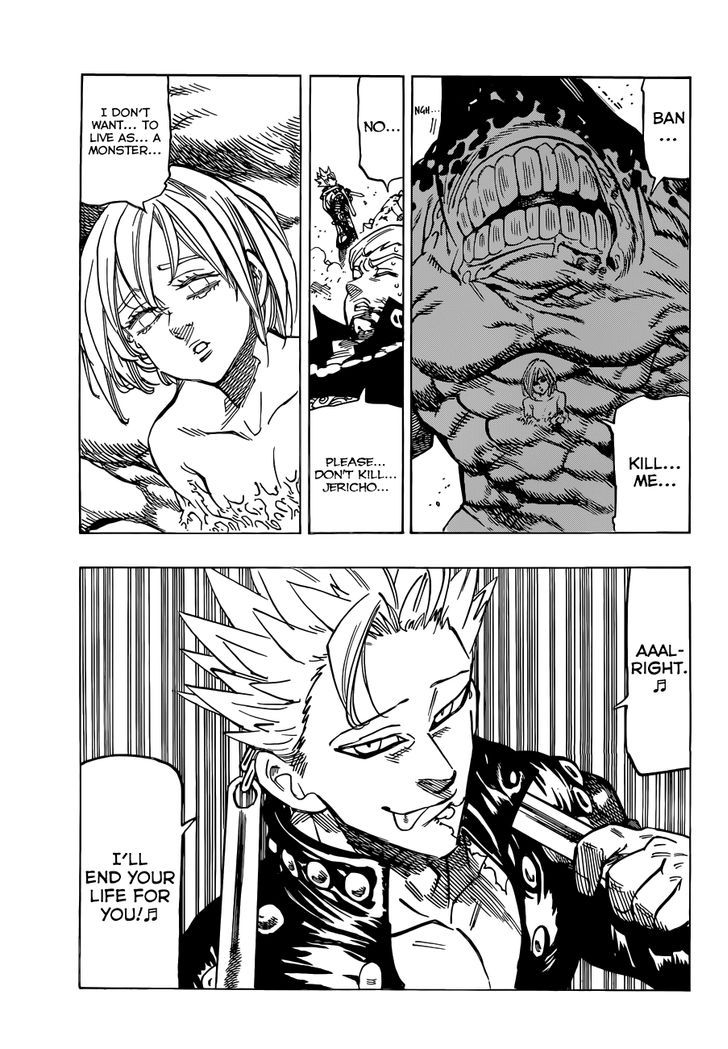 BAN
...
NGH...
KILL...
ME...
NO...
PLEASE...
DON'T KILL...
JERICHO...
I DON'T
WANT... TO
LIVE AS... A
MONSTER...
AAAL-
RIGHT.
♫
I'LL
END YOUR
LIFE FOR
YOU!♫